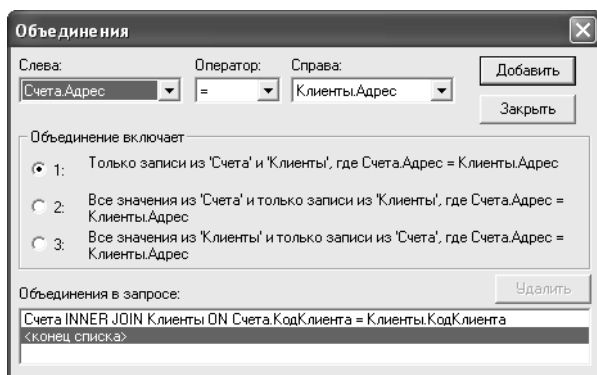 Объединения
Слева:
Оператор:
Справа:
Добавить
Счета.Адрес
=
Клиенты.Адрес
Закрыть
Объединение включает
1: Только записи из 'Счета' и 'Клиенты', где Счета.Адрес = Клиенты.Адрес
2: Все значения из 'Счета' и только записи из 'Клиенты', где Счета.Адрес =
Клиенты.Адрес
3: Все значения из 'Клиенты' и только записи из 'Счета', где Счета.Адрес =
Клиенты.Адрес
Удалить
Объединения в запросе:
Счета INNER JOIN Клиенты ON Счета.КодКлиента = Клиенты.КодКлиента
<конец списка>